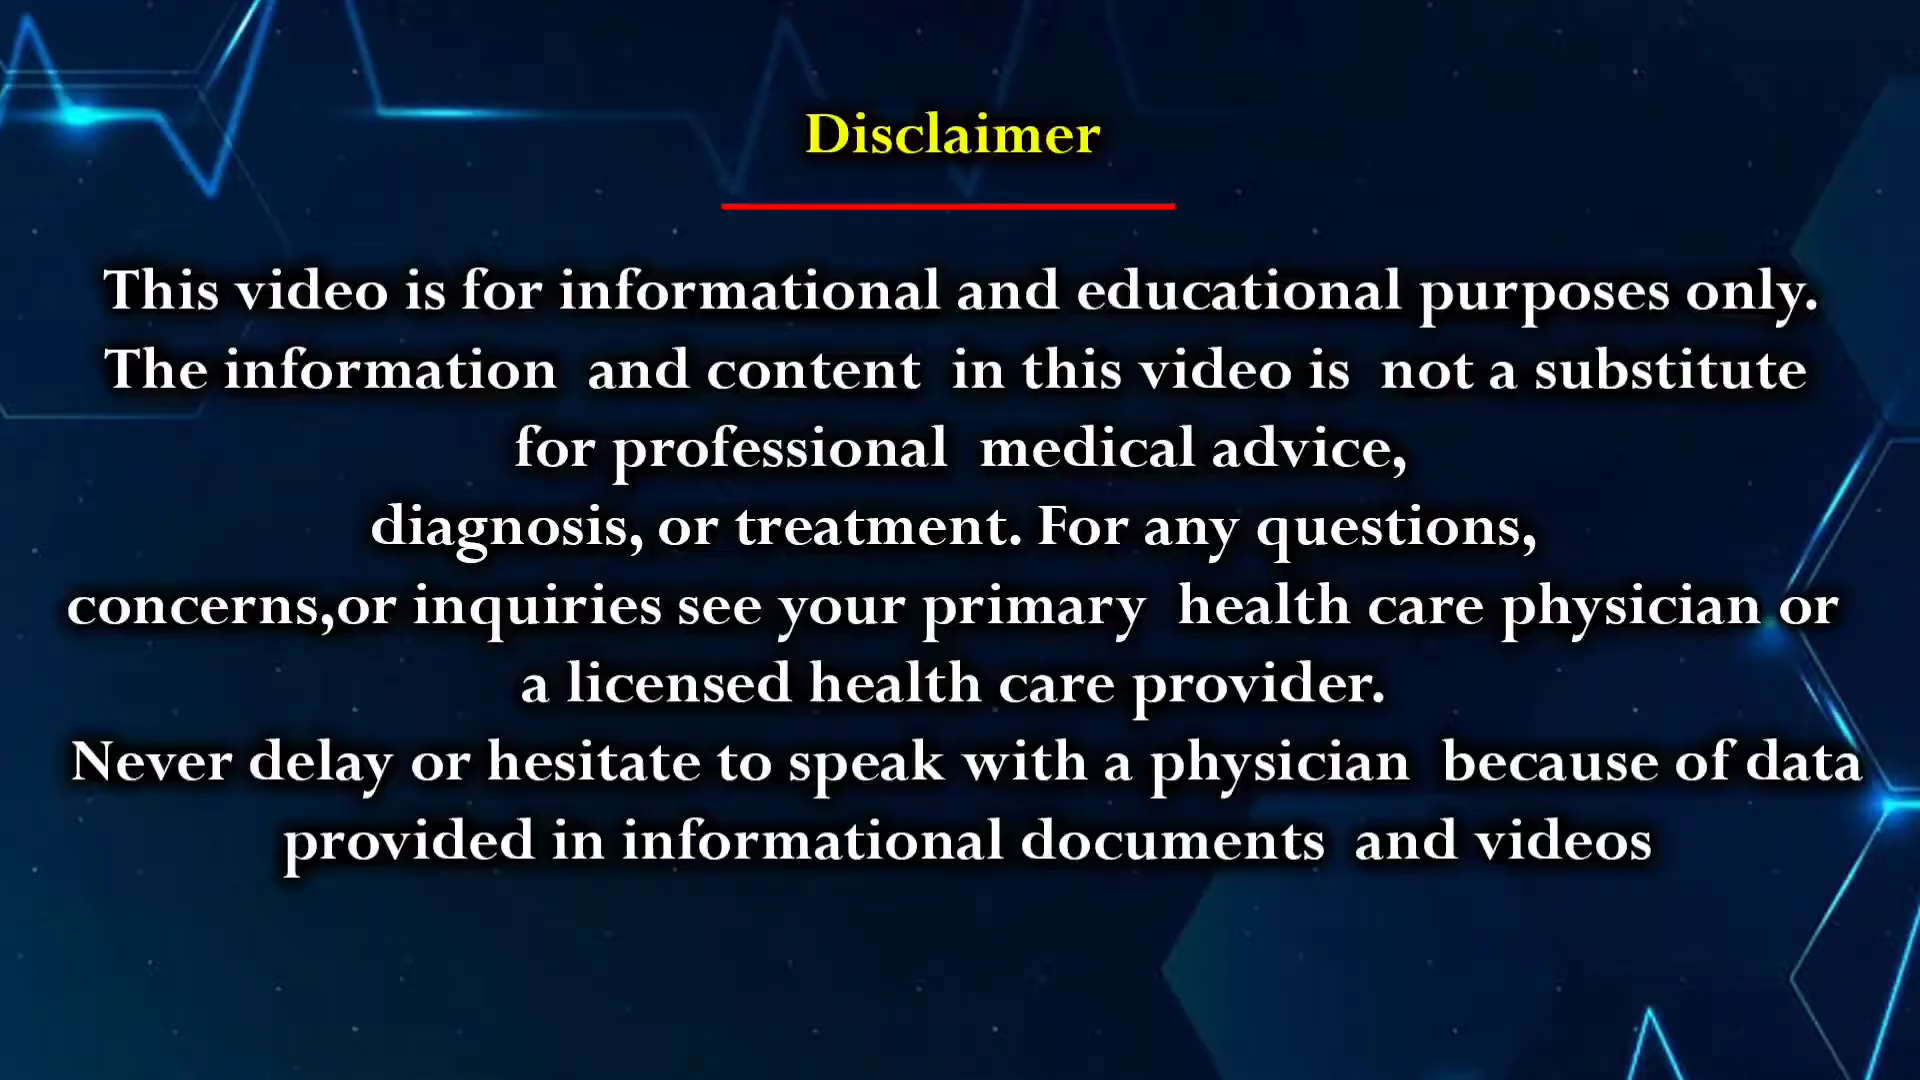 Disclaimer
This video is for informational and educational purposes only.
The information and content in this video is not a substitute
for professional medical advice,
diagnosis, or treatment. For any questions,
concerns,or inquiries see your primary health care physician or
a licensed health care provider.
Never delay or hesitate to speak with a physician because of data
provided in informational documents and videos